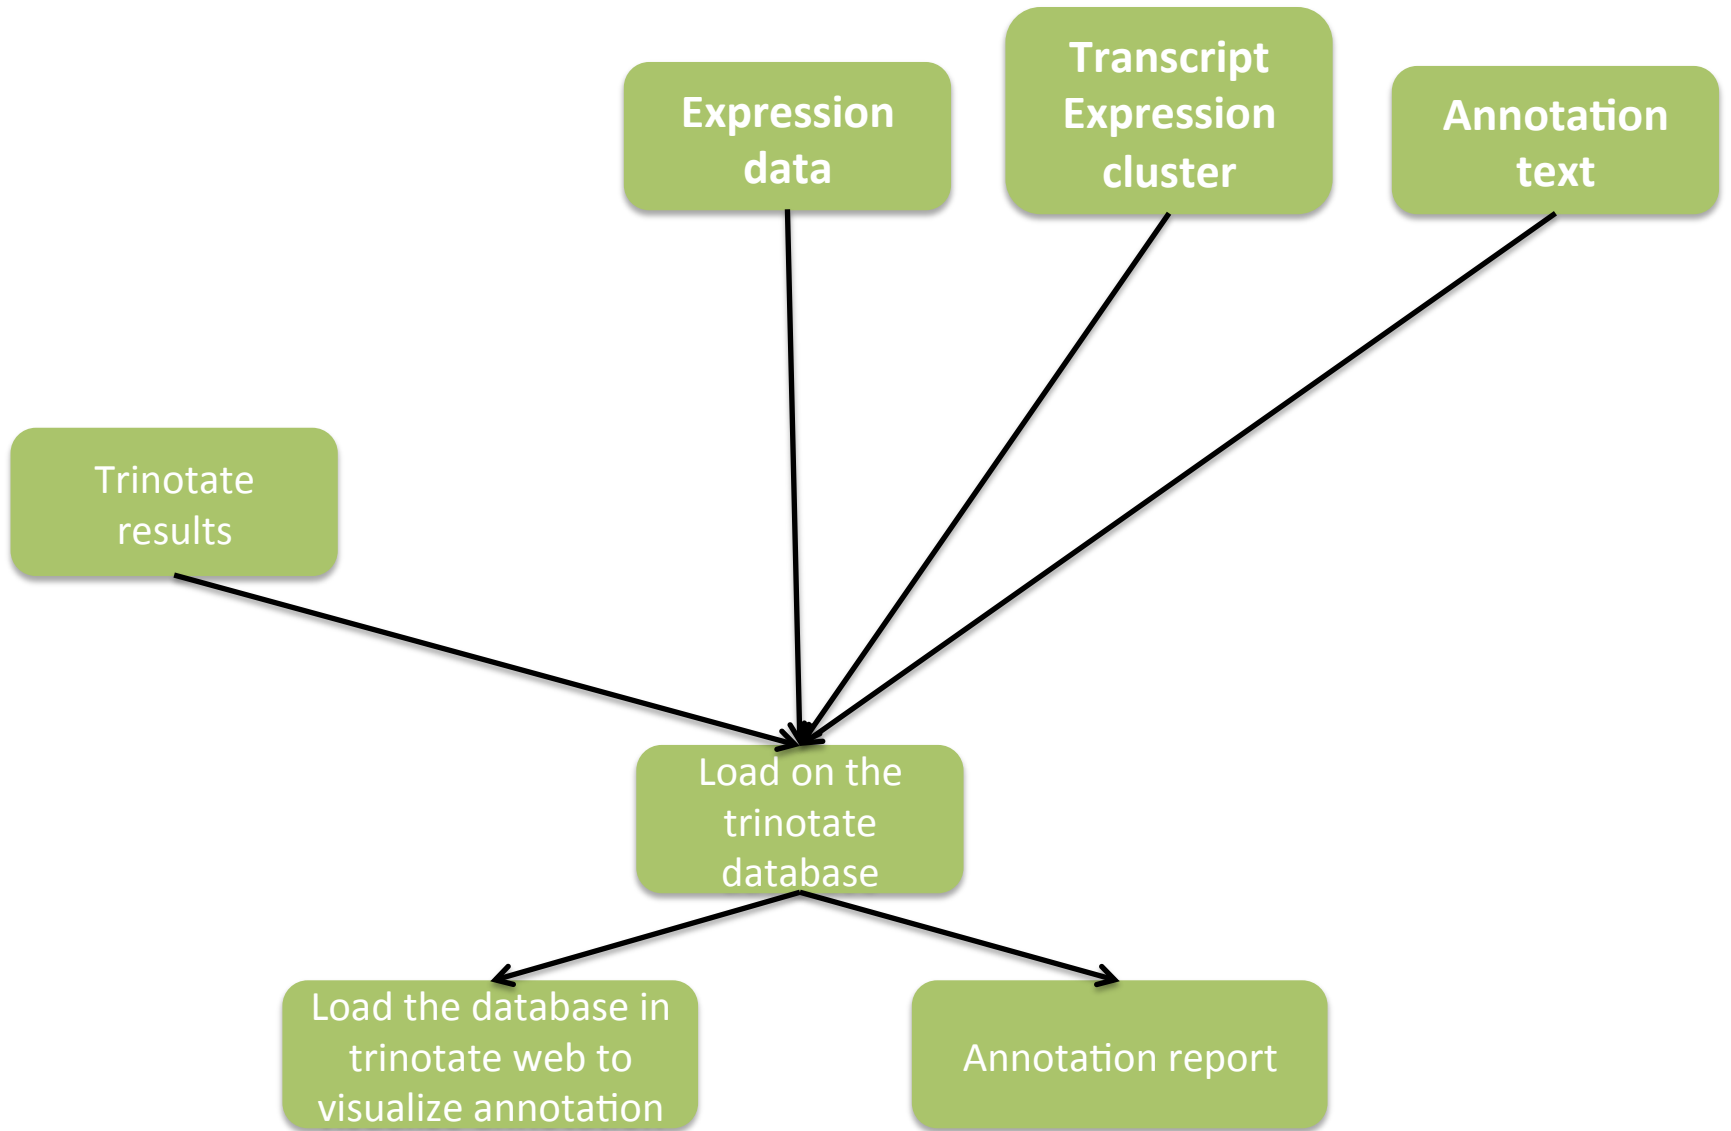 Expression
data
Transcript
Expression
cluster
Annotation
text
Trinotate
results
Load on the
trinotate
database
Load the database in
trinotate web to
visualize annotation
Annotation report